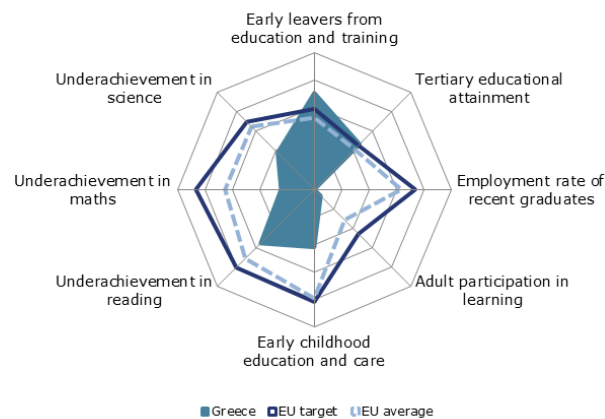 Early leavers from
education and training
Underachievement in
science
Tertiary educational
attainment
Underachievement in
maths
Employment rate of
recent graduates
Underachievement in
reading
Adult participation in
learning
Early childhood
education and care
Greece EU target EU average